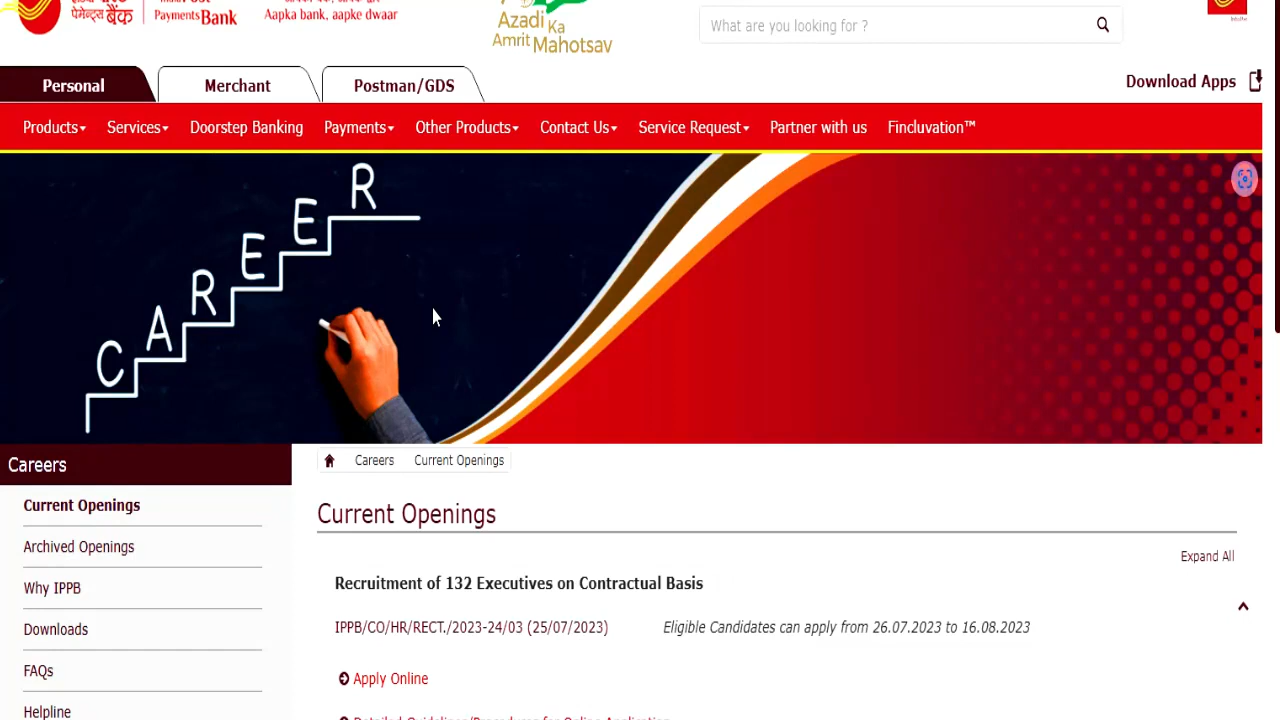 पेमेन्ट्स बैंक
Payments Bank
Aapka bank, aapke dwaar
Azadi Ka
Amrit Mahotsav
What are you looking for ?
Personal
Merchant
Postman/GDS
Download Apps
Products
Services
Doorstep Banking
Payments
Other Products
Contact Us
Service Request
Partner with us
Fincluvation™
CAREER
Careers
Current Openings
Archived Openings
Why IPPB
Downloads
FAQs
Helpline
Careers Current Openings
Current Openings
Expand All
Recruitment of 132 Executives on Contractual Basis
IPPB/CO/HR/RECT./2023-24/03 (25/07/2023) Eligible Candidates can apply from 26.07.2023 to 16.08.2023
Apply Online